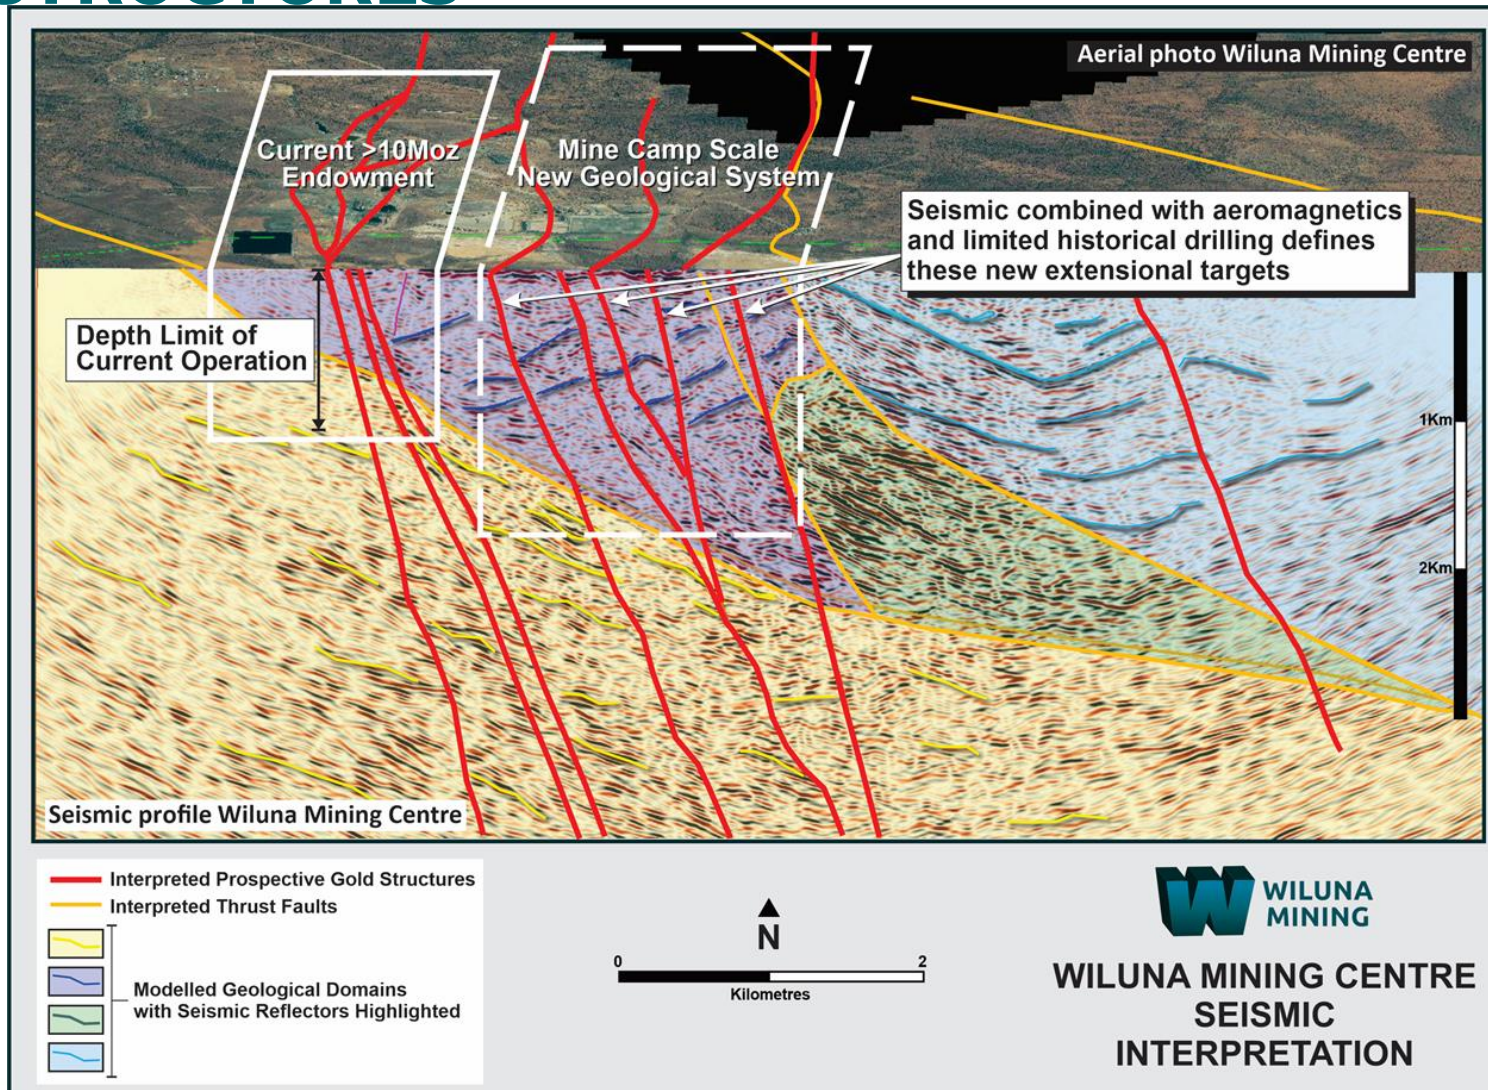 STRUCTURES
Aerial photo Wiluna Mining Centre
Current >10Moz
Endowment
Mine Camp Scale
New Geological System
Seismic combined with aeromagnetics
and limited historical drilling defines
these new extensional targets
Depth Limit of
Current Operation
1Km
2Km
Seismic profile Wiluna Mining Centre
Interpreted Prospective Gold Structures
Interpreted Thrust Faults
Modelled Geological Domains
with Seismic Reflectors Highlighted
N
0 2
Kilometres
W WILUNA
MINING
WILUNA MINING CENTRE
SEISMIC
INTERPRETATION